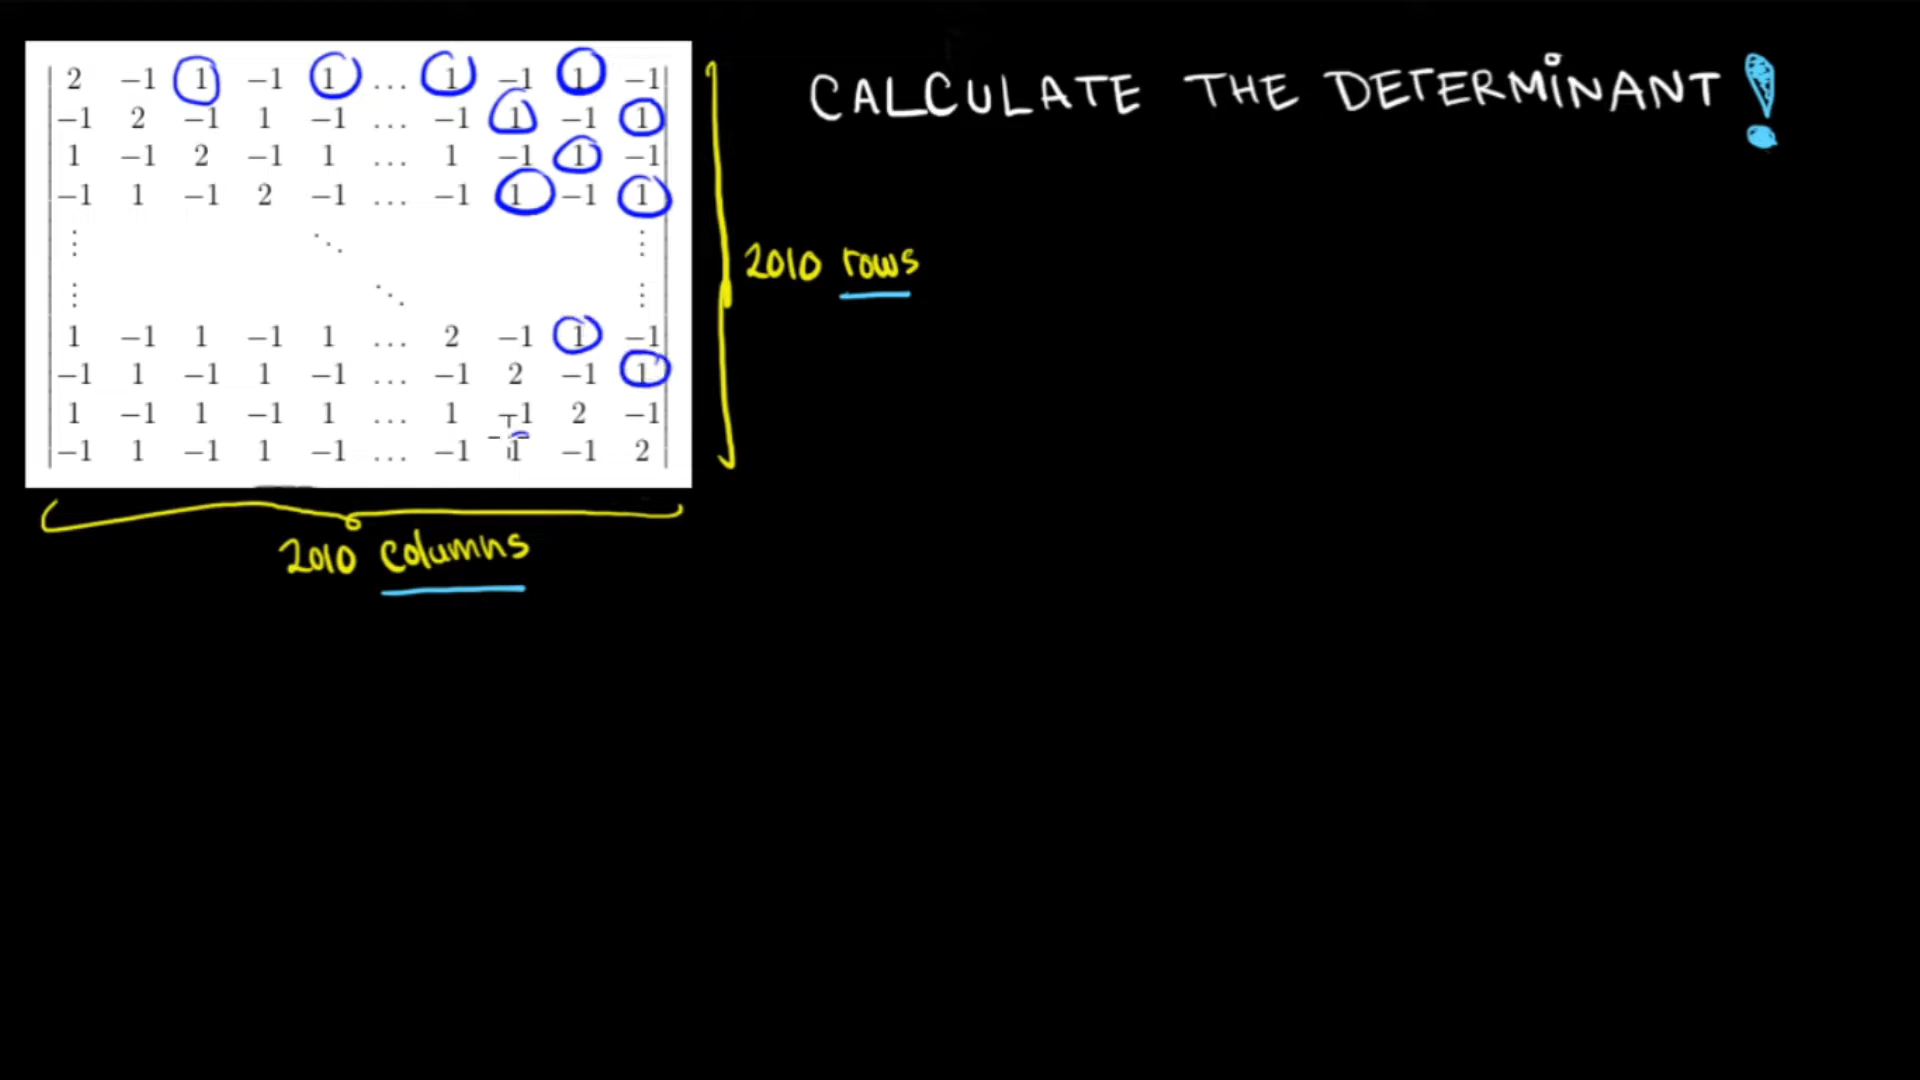 2 −1 1 −1 1 … 1 −1 1 −1
−1 2 −1 1 −1 … −1 1 −1 1
1 −1 2 −1 1 … 1 −1 1 −1
−1 1 −1 2 −1 … −1 1 −1 1
⋮ ⋱ ⋮
⋮ ⋱ ⋮
1 −1 1 −1 1 … 2 −1 1 −1
−1 1 −1 1 −1 … −1 2 −1 1
1 −1 1 −1 1 … 1 −1 2 −1
−1 1 −1 1 −1 … −1 1 −1 2
CALCULATE THE DETERMINANT!
2010 rows
2010 columns